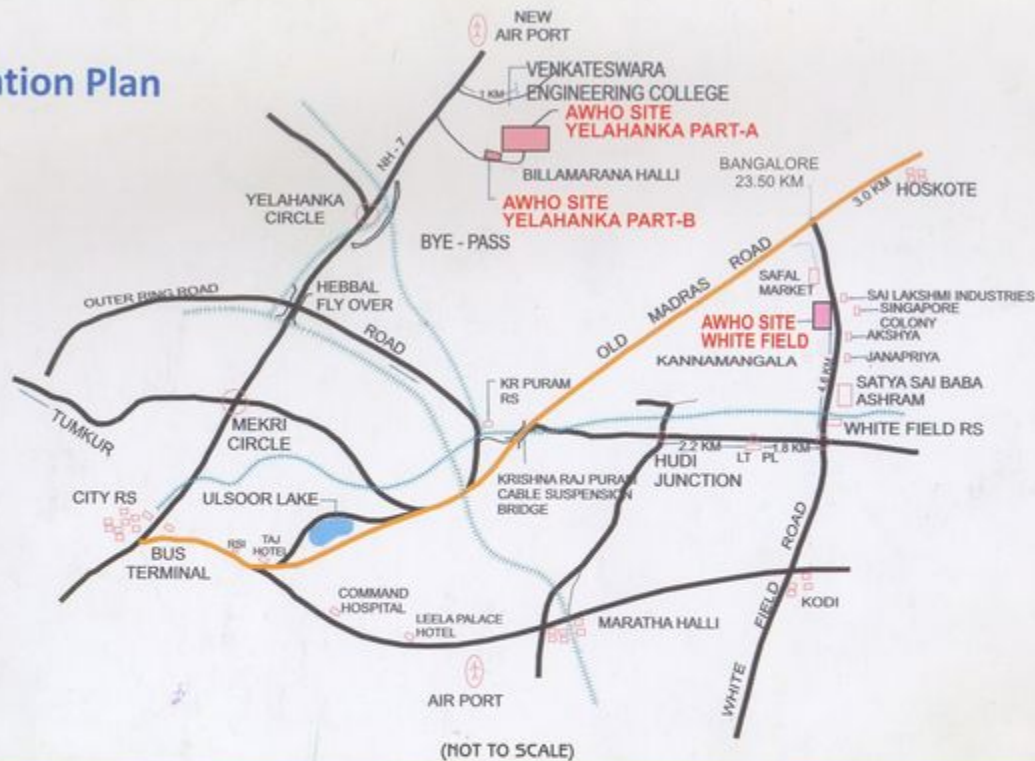 ation Plan
NEW
AIR PORT
VENKATESWARA
ENGINEERING COLLEGE
1 KM
AWHO SITE
YELAHANKA PART-A
NH - 7
BILLAMARANA HALLI
AWHO SITE
YELAHANKA PART-B
YELAHANKA
CIRCLE
BYE - PASS
BANGALORE
23.50 KM
3.0 KM
HOSKOTE
OUTER RING ROAD
HEBBAL
FLY OVER
ROAD
OLD MADRAS ROAD
SAFAL
MARKET
SAI LAKSHMI INDUSTRIES
SINGAPORE
COLONY
AWHO SITE
WHITE FIELD
AKSHYA
KANNAMANGALA
JANAPRIYA
4.6 KM
SATYA SAI BABA
ASHRAM
KR PURAM
RS
TUMKUR
MEKRI
CIRCLE
WHITE FIELD RS
2.2 KM
LT PL
1.8 KM
HUDI
JUNCTION
KRISHNA RAJ PURAM
CABLE SUSPENSION
BRIDGE
CITY RS
ULSOOR LAKE
BUS
TERMINAL
RSI
TAJ
HOTEL
COMMAND
HOSPITAL
LEELA PALACE
HOTEL
MARATHA HALLI
KODI
WHITE FIELD ROAD
AIR PORT
(NOT TO SCALE)